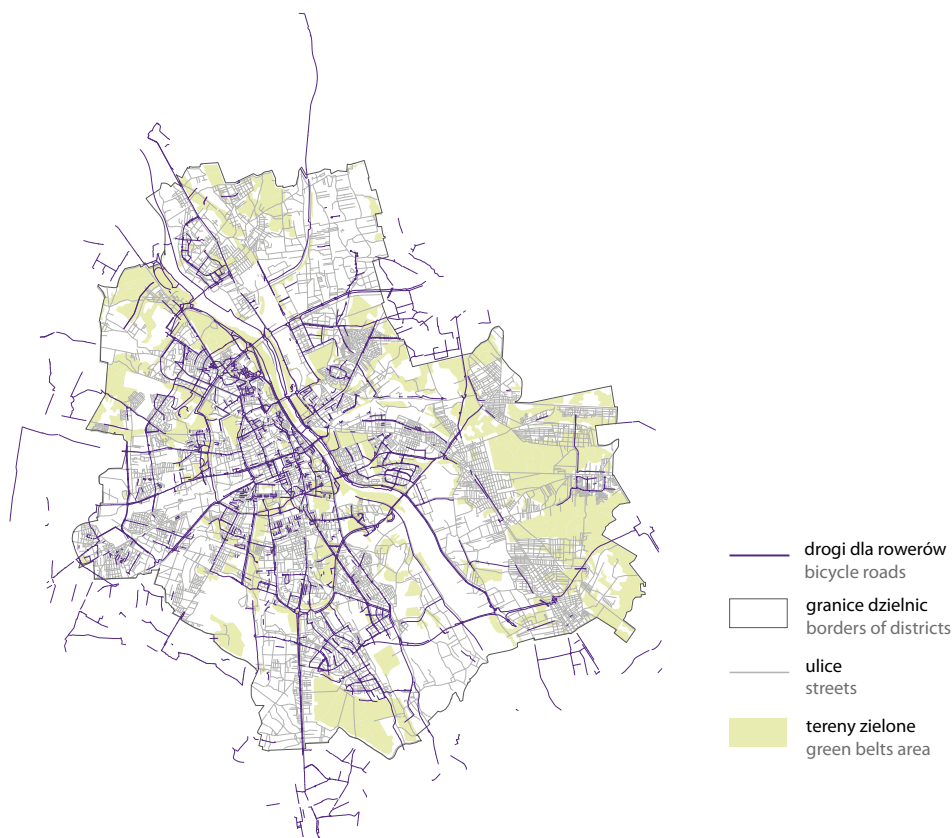 drogi dla rowerów
bicycle roads
granice dzielnic
borders of districts
ulice
streets
tereny zielone
green belts area